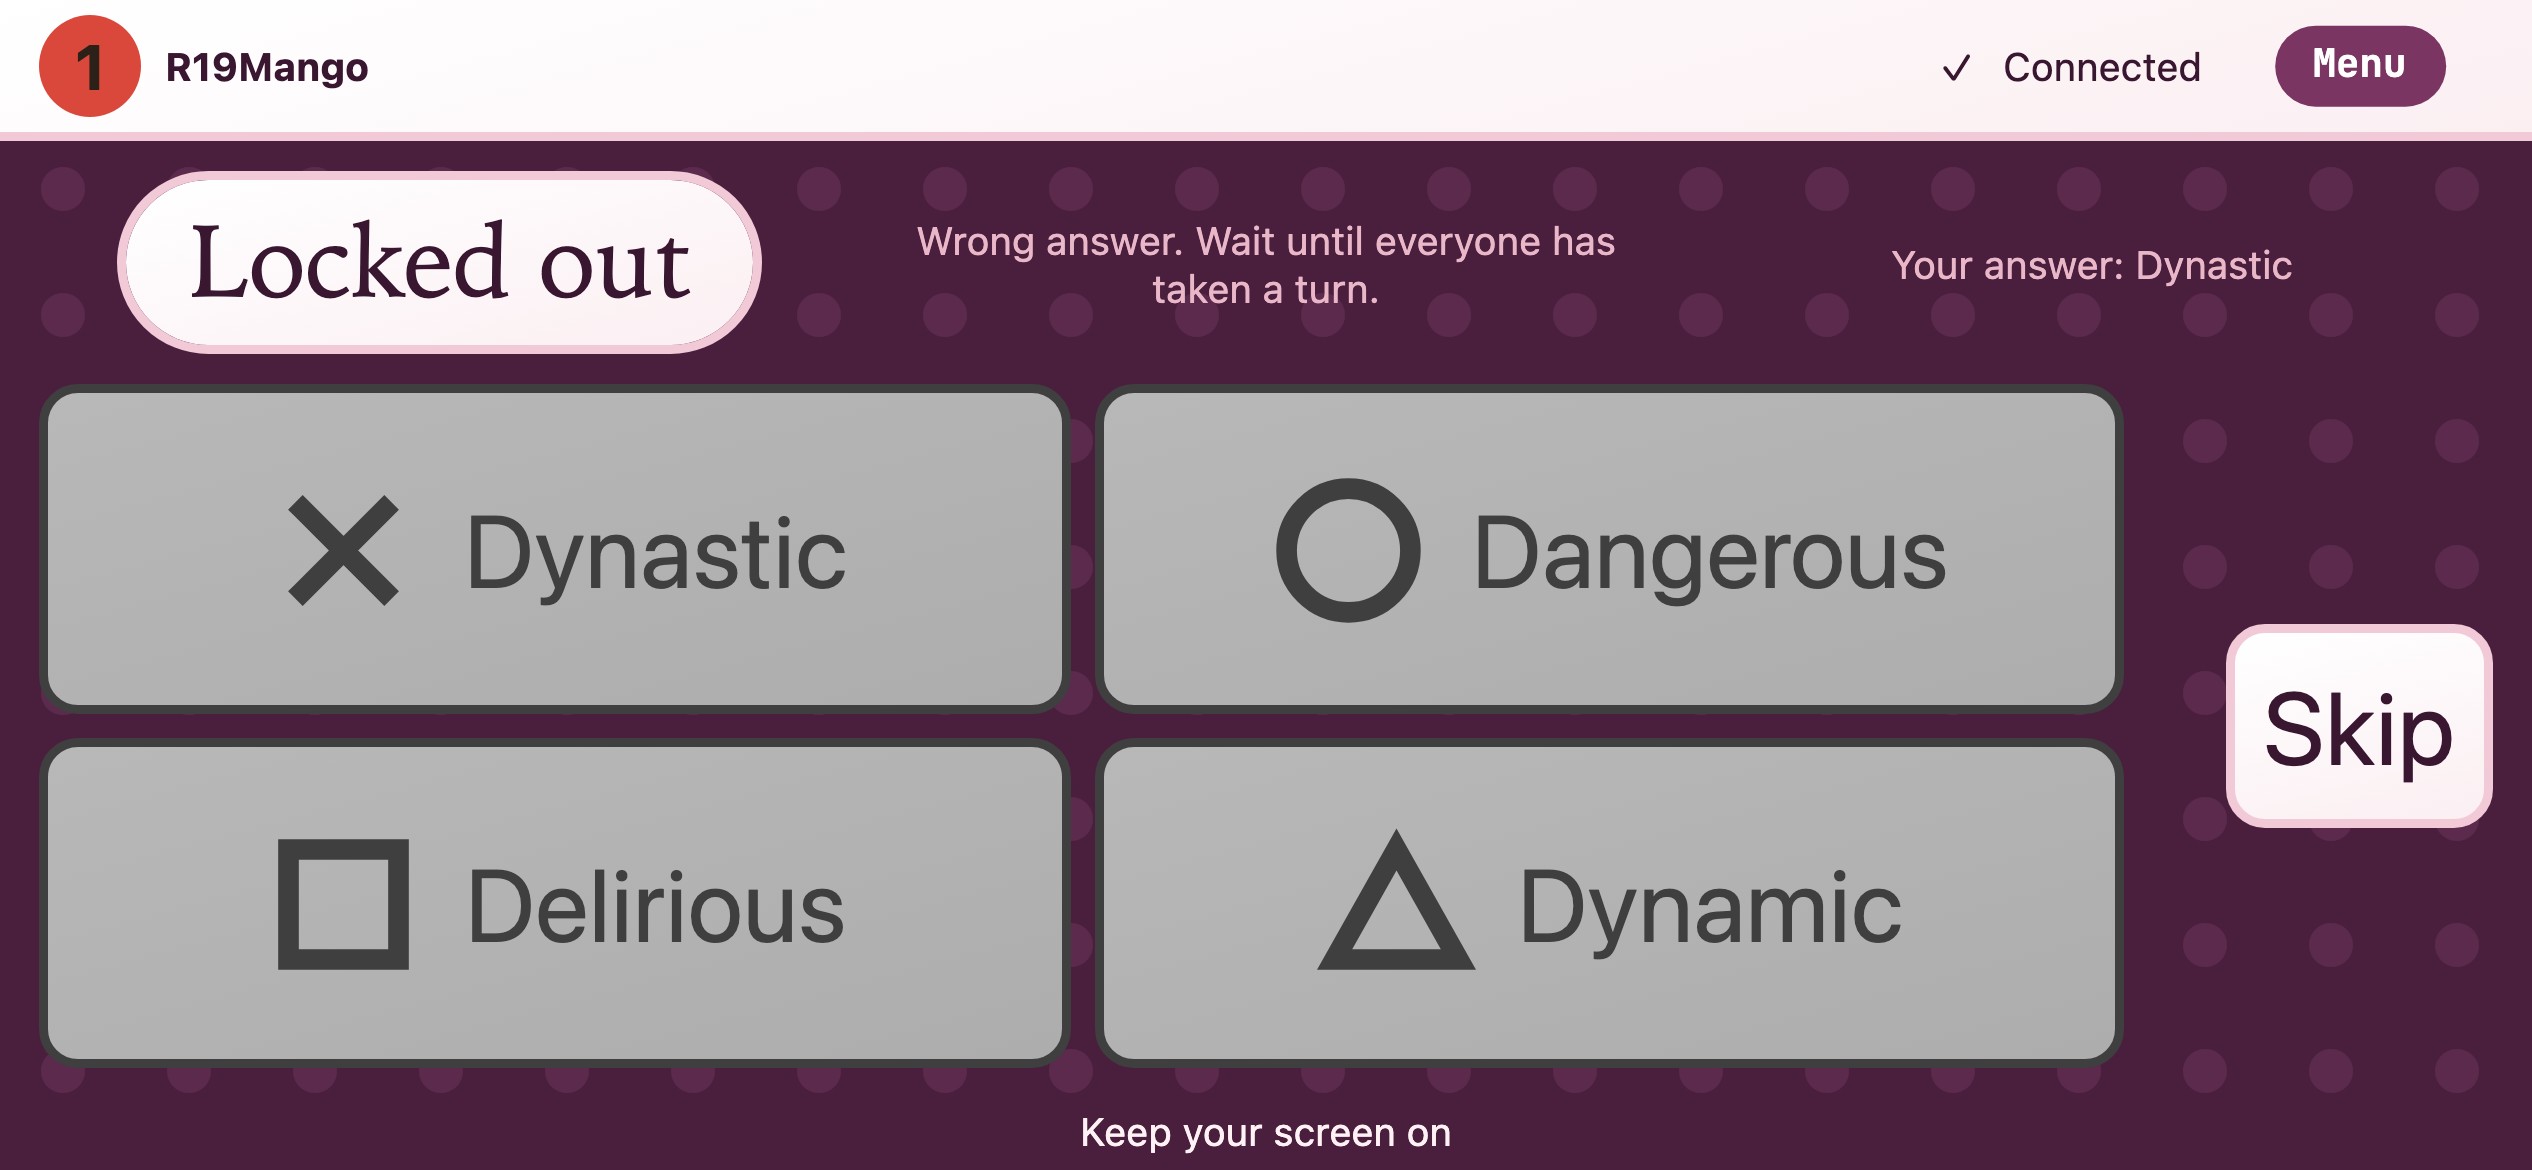 1 R19Mango
✓ Connected
Menu
Locked out
Wrong answer. Wait until everyone has
taken a turn.
Your answer: Dynastic
Dynastic
Dangerous
Delirious
Dynamic
Skip
Keep your screen on